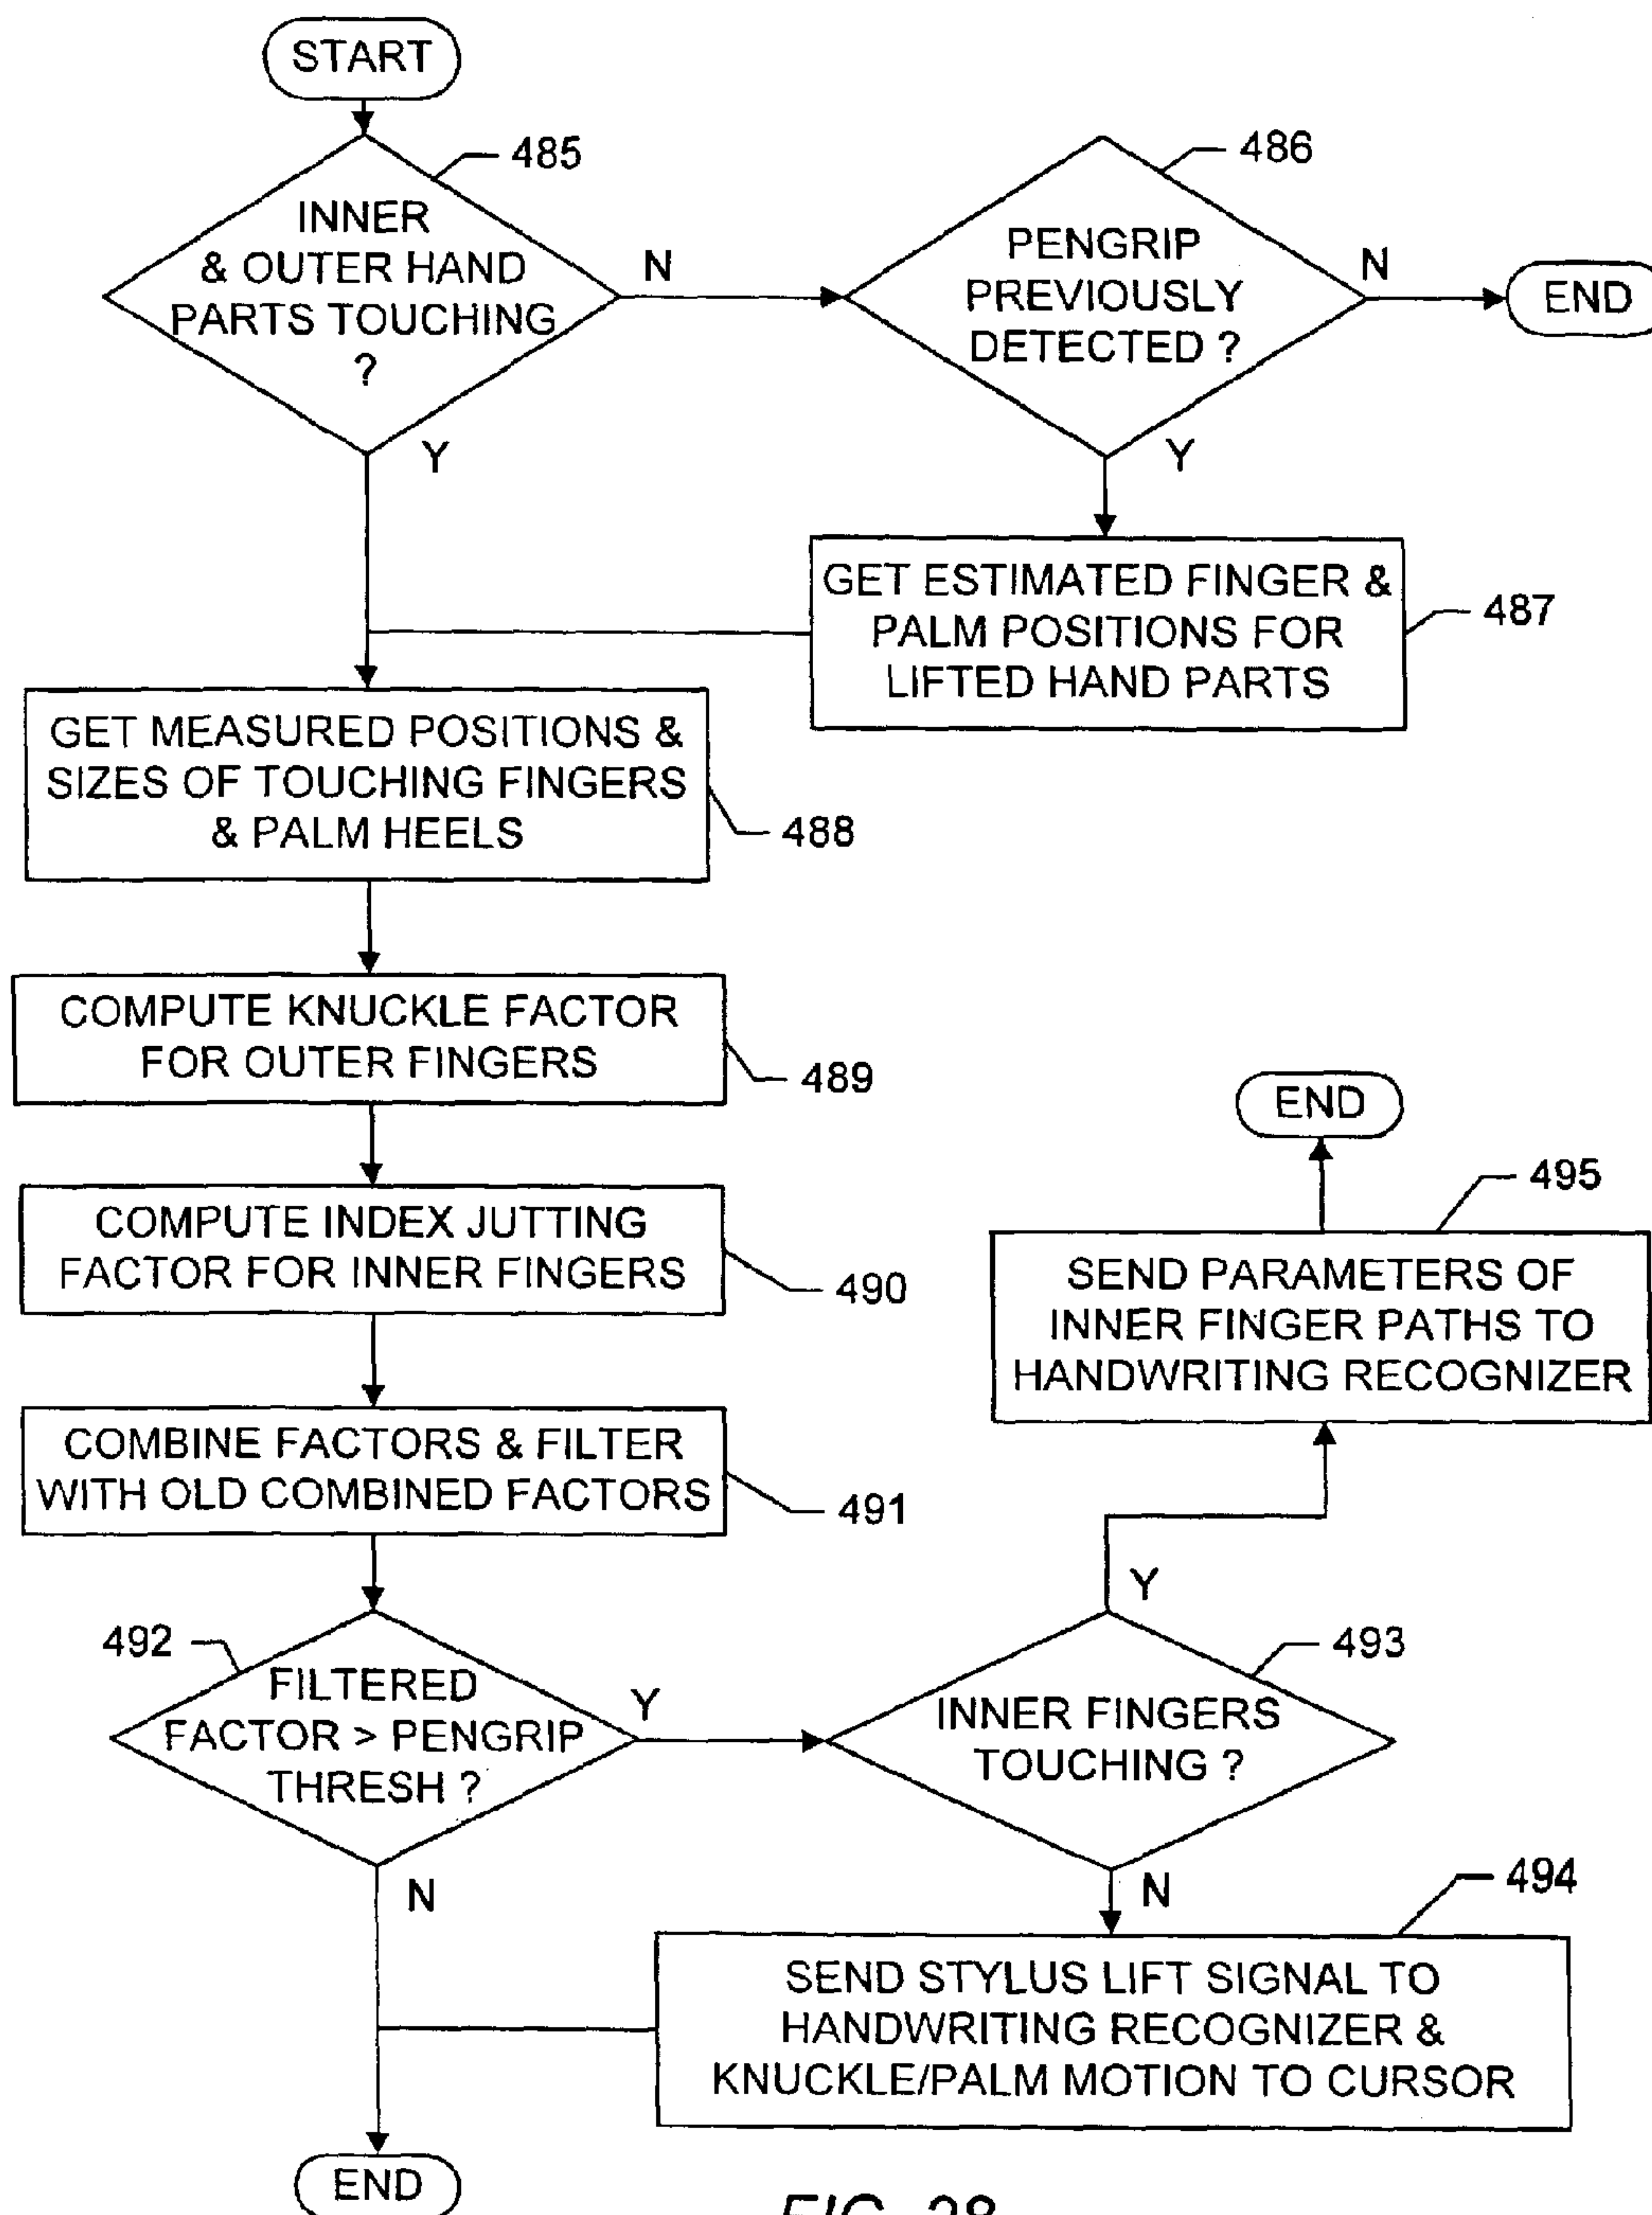 START
485
INNER
& OUTER HAND
PARTS TOUCHING
?
N
Y
486
PENGRIP
PREVIOUSLY
DETECTED ?
N
END
Y
GET ESTIMATED FINGER &
PALM POSITIONS FOR
LIFTED HAND PARTS
487
GET MEASURED POSITIONS &
SIZES OF TOUCHING FINGERS
& PALM HEELS
488
COMPUTE KNUCKLE FACTOR
FOR OUTER FINGERS
489
COMPUTE INDEX JUTTING
FACTOR FOR INNER FINGERS
490
COMBINE FACTORS & FILTER
WITH OLD COMBINED FACTORS
491
492
FILTERED
FACTOR > PENGRIP
THRESH ?
Y
N
493
INNER FINGERS
TOUCHING ?
Y
N
END
495
SEND PARAMETERS OF
INNER FINGER PATHS TO
HANDWRITING RECOGNIZER
494
SEND STYLUS LIFT SIGNAL TO
HANDWRITING RECOGNIZER &
KNUCKLE/PALM MOTION TO CURSOR
END
FIG. 38